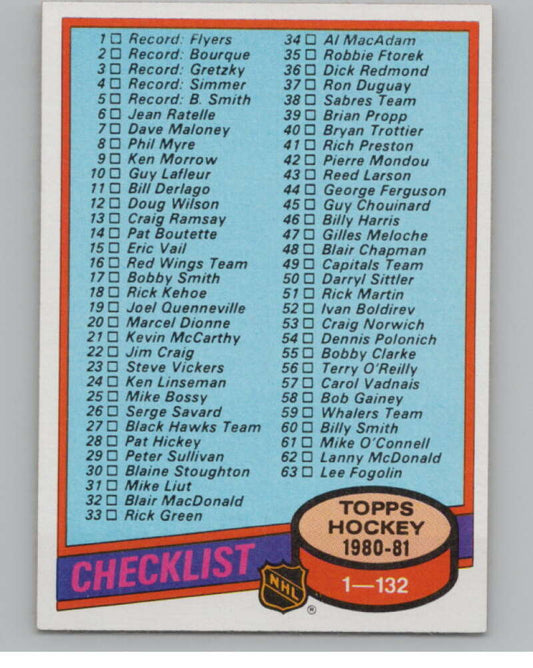 1 □ Record: Flyers
2 □ Record: Bourque
3 □ Record: Gretzky
4 □ Record: Simmer
5 □ Record: B. Smith
6 □ Jean Ratelle
7 □ Dave Maloney
8 □ Phil Myre
9 □ Ken Morrow
10 □ Guy Lafleur
11 □ Bill Derlago
12 □ Doug Wilson
13 □ Craig Ramsay
14 □ Pat Boutette
15 □ Eric Vail
16 □ Red Wings Team
17 □ Bobby Smith
18 □ Rick Kehoe
19 □ Joel Quenneville
20 □ Marcel Dionne
21 □ Kevin McCarthy
22 □ Jim Craig
23 □ Steve Vickers
24 □ Ken Linseman
25 □ Mike Bossy
26 □ Serge Savard
27 □ Black Hawks Team
28 □ Pat Hickey
29 □ Peter Sullivan
30 □ Blaine Stoughton
31 □ Mike Liut
32 □ Blair MacDonald
33 □ Rick Green
34 □ Al MacAdam
35 □ Robbie Ftorek
36 □ Dick Redmond
37 □ Ron Duguay
38 □ Sabres Team
39 □ Brian Propp
40 □ Bryan Trottier
41 □ Rich Preston
42 □ Pierre Mondou
43 □ Reed Larson
44 □ George Ferguson
45 □ Guy Chouinard
46 □ Billy Harris
47 □ Gilles Meloche
48 □ Blair Chapman
49 □ Capitals Team
50 □ Darryl Sittler
51 □ Rick Martin
52 □ Ivan Boldirev
53 □ Craig Norwich
54 □ Dennis Polonich
55 □ Bobby Clarke
56 □ Terry O'Reilly
57 □ Carol Vadnais
58 □ Bob Gainey
59 □ Whalers Team
60 □ Billy Smith
61 □ Mike O'Connell
62 □ Lanny McDonald
63 □ Lee Fogolin
TOPPS
HOCKEY
1980-81
1—132
CHECKLIST
NHL
®